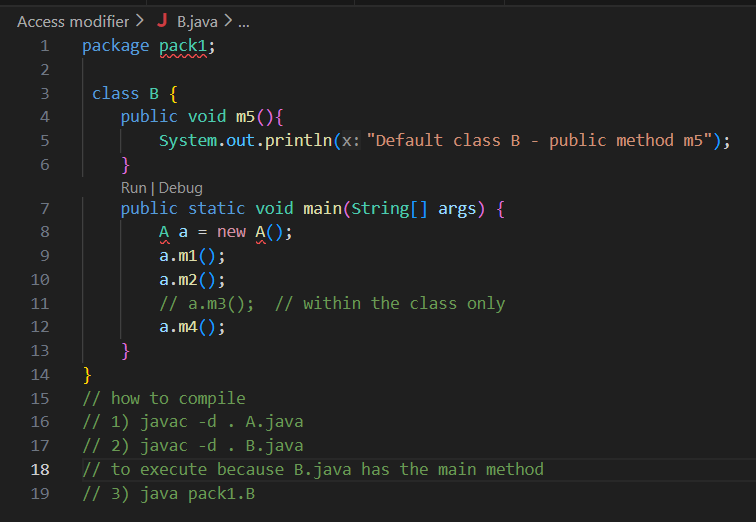 Access modifier > J B.java > ...
1 package pack1;
2
3 class B {
4 public void m5(){
5 System.out.println(x: "Default class B - public method m5");
6 }
Run | Debug
7 public static void main(String[] args) {
8 A a = new A();
9 a.m1();
10 a.m2();
11 // a.m3();  // within the class only
12 a.m4();
13 }
14 }
15 // how to compile
16 // 1) javac -d . A.java
17 // 2) javac -d . B.java
18 // to execute because B.java has the main method
19 // 3) java pack1.B